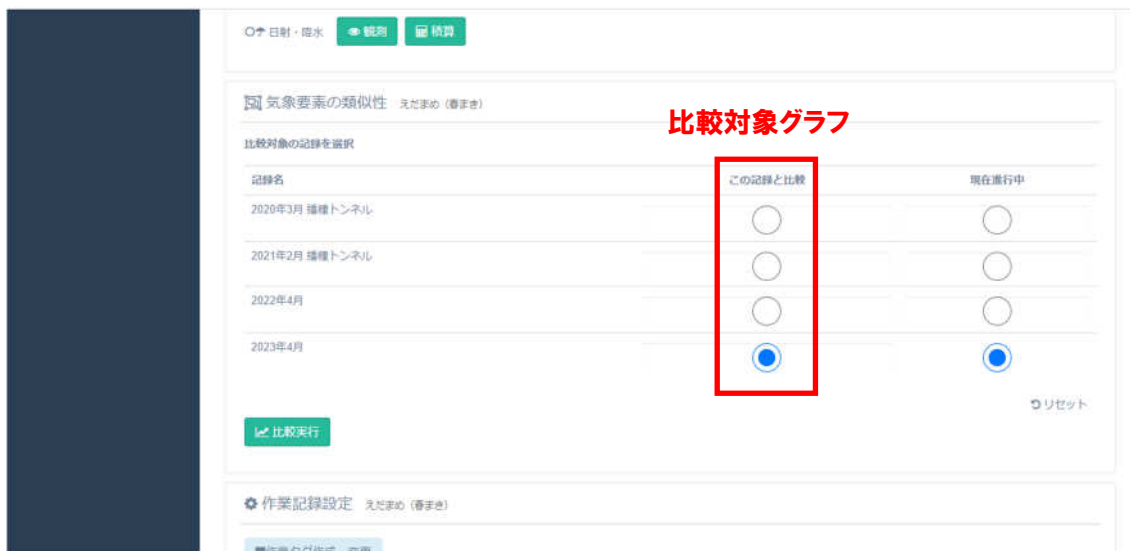 日射・降水 観測 積算
気象要素の類似性 えだまめ（春まき）
比較対象グラフ
比較対象の記録を選択
記録名 この記録と比較 現在進行中
2020年3月 播種トンネル
2021年2月 播種トンネル
2022年4月
2023年4月
リセット
比較実行
作業記録設定 えだまめ（春まき）